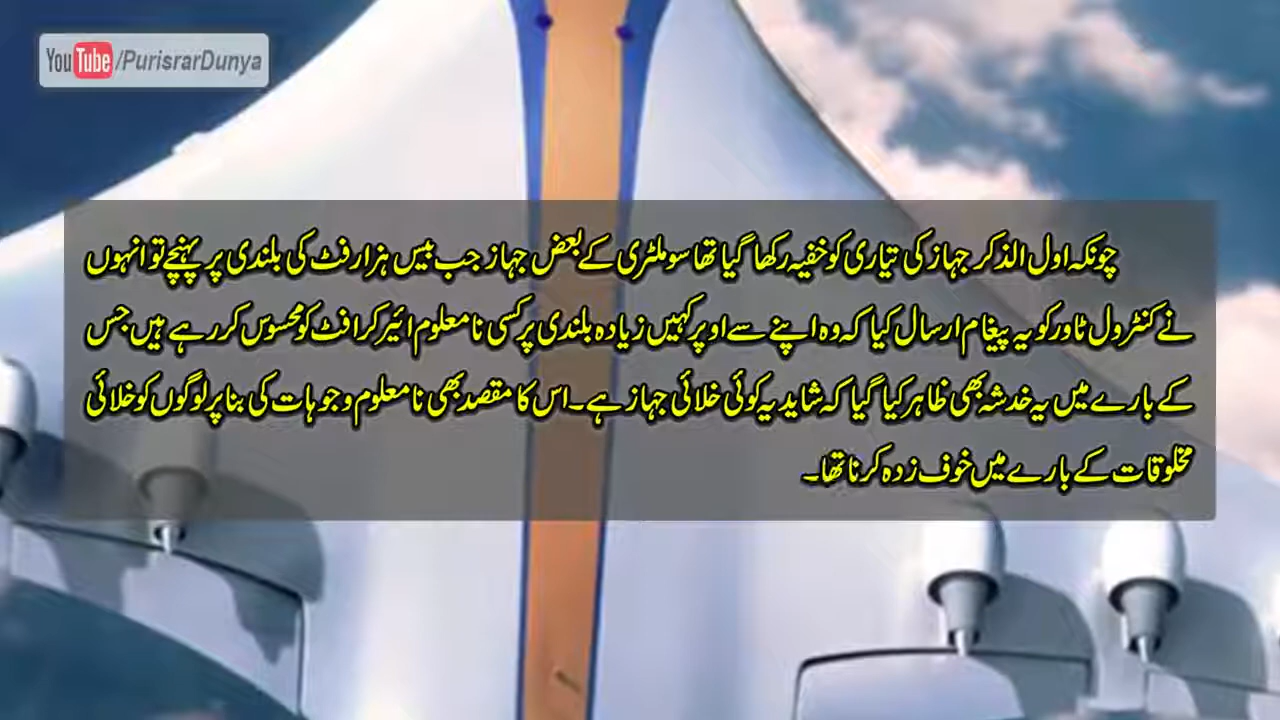 YouTube/PurisrarDunya
چونکہ اول الذکر جہاز کی تیاری کو خفیہ رکھا گیا تھا سو ملٹری کے بعض جہاز جب بیس ہزار فٹ کی بلندی پر پہنچے تو انہوں
نے کنٹرول ٹاور کو یہ پیغام ارسال کیا کہ وہ اپنے سے اوپر کہیں زیادہ بلندی پر کسی نامعلوم ائیر کرافٹ کو محسوس کر رہے ہیں جس
کے بارے میں یہ خدشہ بھی ظاہر کیا گیا کہ شاید یہ کوئی خلائی جہاز ہے۔ اس کا مقصد بھی نامعلوم وجوہات کی بنا پر لوگوں کو خلائی
مخلوقات کے بارے میں خوف زدہ کرنا تھا۔